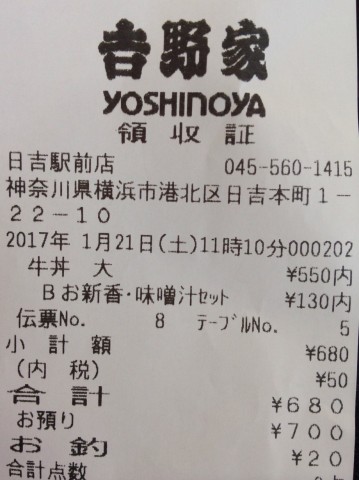 吉野家
YOSHINOYA
領収証
日吉駅前店 045-560-1415
神奈川県横浜市港北区日吉本町1-
22-10
2017年 1月21日(土)11時10分000202
牛丼 大 ¥550内
Bお新香・味噌汁セット ¥130内
伝票No. 8 テーブルNo. 5
小計額 ¥680
(内 税) ¥50
合計 ¥680
お預り ¥700
お釣 ¥20
合計点数